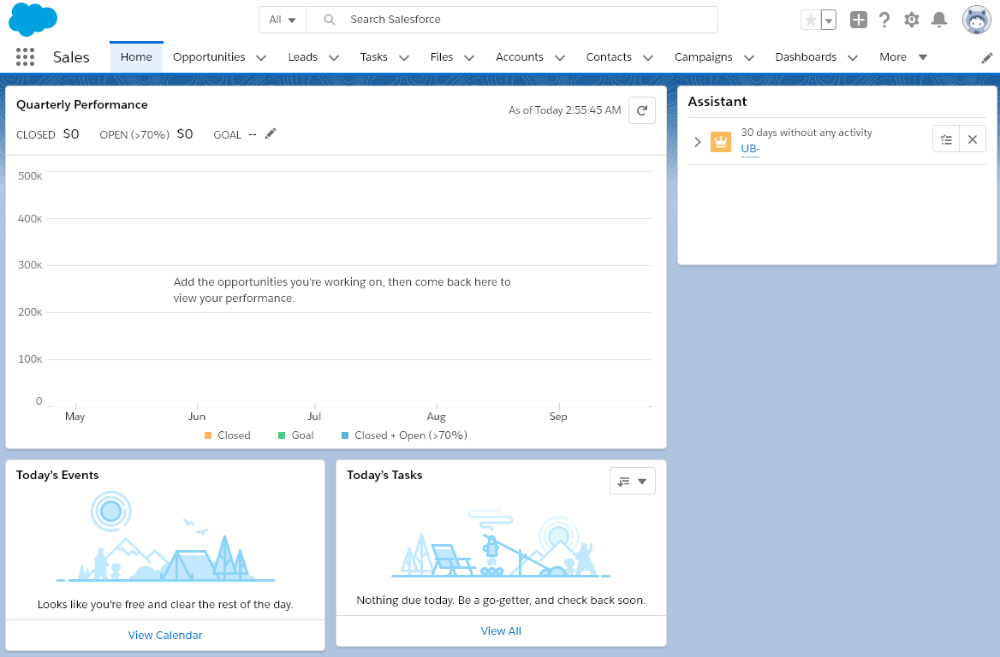 All
Search Salesforce
Sales
Home
Opportunities
Leads
Tasks
Files
Accounts
Contacts
Campaigns
Dashboards
More
Quarterly Performance
As of Today 2:55:45 AM
CLOSED $0 OPEN (>70%) $0 GOAL --
500K
400K
300K
Add the opportunities you're working on, then come back here to
view your performance.
200K
100K
0
May Jun Jul Aug Sep
Closed Goal Closed + Open (>70%)
Assistant
30 days without any activity
UB-
Today's Events
Looks like you're free and clear the rest of the day.
View Calendar
Today's Tasks
Nothing due today. Be a go-getter, and check back soon.
View All